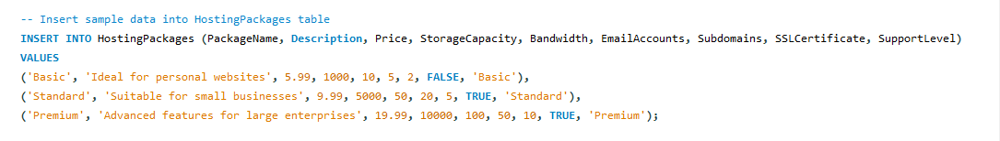 -- Insert sample data into HostingPackages table
INSERT INTO HostingPackages (PackageName, Description, Price, StorageCapacity, Bandwidth, EmailAccounts, Subdomains, SSLCertificate, SupportLevel)
VALUES
('Basic', 'Ideal for personal websites', 5.99, 1000, 10, 5, 2, FALSE, 'Basic'),
('Standard', 'Suitable for small businesses', 9.99, 5000, 50, 20, 5, TRUE, 'Standard'),
('Premium', 'Advanced features for large enterprises', 19.99, 10000, 100, 50, 10, TRUE, 'Premium');